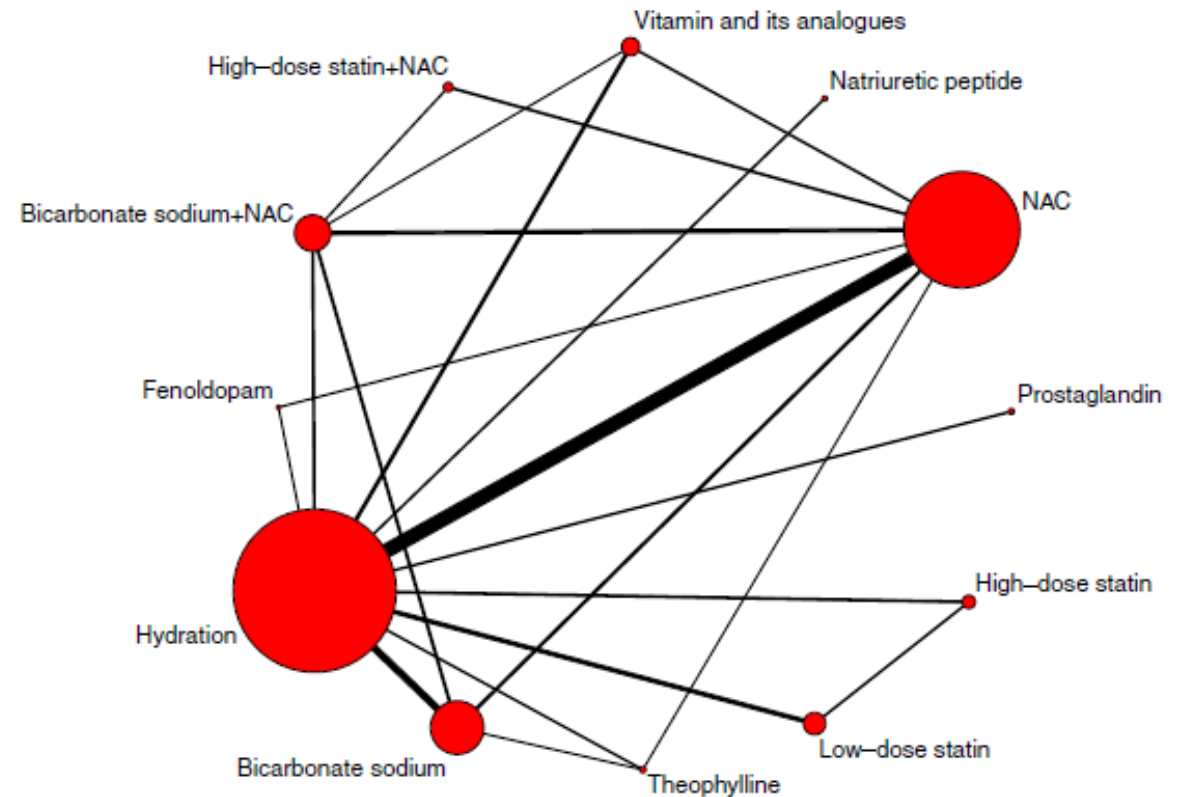 Vitamin and its analogues
High–dose statin+NAC
Natriuretic peptide
NAC
Bicarbonate sodium+NAC
Fenoldopam
Prostaglandin
High–dose statin
Hydration
Low–dose statin
Bicarbonate sodium
Theophylline